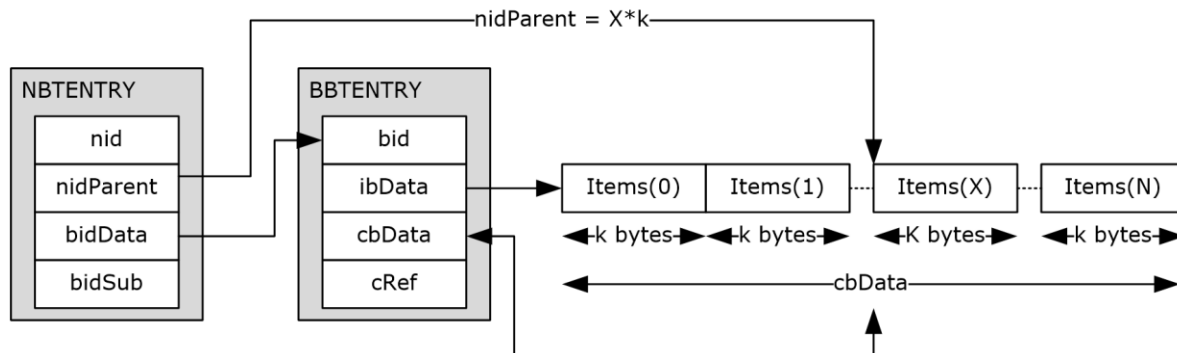 nidParent = X*k
NBTENTRY
nid
nidParent
bidData
bidSub
BBTENTRY
bid
ibData
cbData
cRef
Items(0) Items(1) Items(X) Items(N)
k bytes k bytes K bytes k bytes
cbData